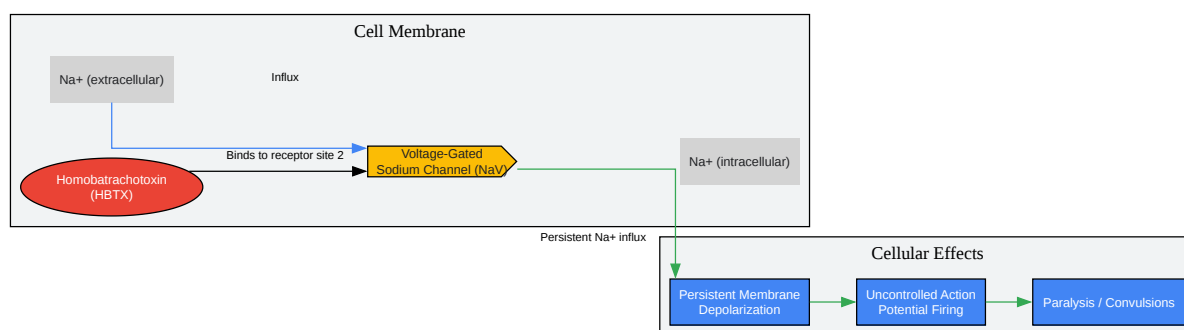 Cell Membrane
Na+ (extracellular)
Influx
Binds to receptor site 2
Voltage-Gated
Sodium Channel (NaV)
Na+ (intracellular)
Homobatrachotoxin
(HBTX)
Persistent Na+ influx
Cellular Effects
Persistent Membrane
Depolarization
Uncontrolled Action
Potential Firing
Paralysis / Convulsions